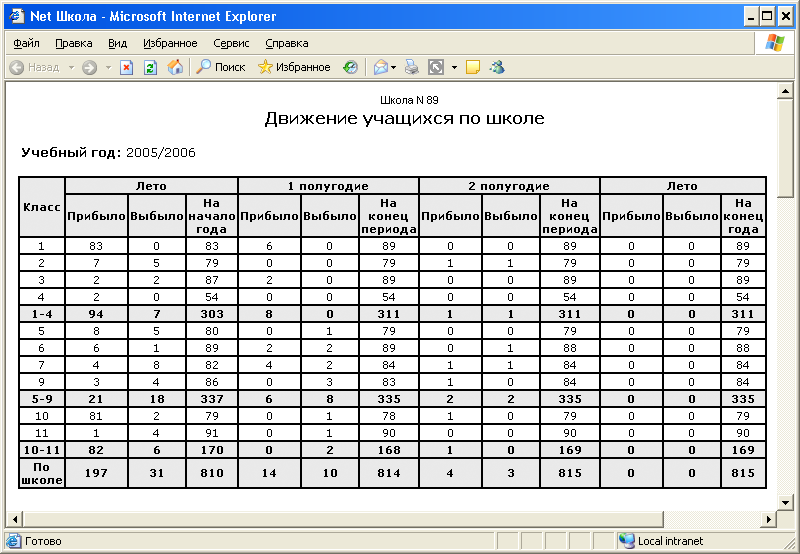 Net Школа - Microsoft Internet Explorer
Файл Правка Вид Избранное Сервис Справка
Назад Поиск Избранное
Школа N 89
Движение учащихся по школе
Учебный год: 2005/2006
Класс Лето 1 полугодие 2 полугодие Лето
Прибыло Выбыло На начало года Прибыло Выбыло На конец периода Прибыло Выбыло На конец периода Прибыло Выбыло На конец года
1 83 0 83 6 0 89 0 0 89 0 0 89
2 7 5 79 0 0 79 1 1 79 0 0 79
3 2 2 87 2 0 89 0 0 89 0 0 89
4 2 0 54 0 0 54 0 0 54 0 0 54
1-4 94 7 303 8 0 311 1 1 311 0 0 311
5 8 5 80 0 1 79 0 0 79 0 0 79
6 6 1 89 2 2 89 0 1 88 0 0 88
7 4 8 82 4 2 84 1 1 84 0 0 84
9 3 4 86 0 3 83 1 0 84 0 0 84
5-9 21 18 337 6 8 335 2 2 335 0 0 335
10 81 2 79 0 1 78 1 0 79 0 0 79
11 1 4 91 0 1 90 0 0 90 0 0 90
10-11 82 6 170 0 2 168 1 0 169 0 0 169
По школе 197 31 810 14 10 814 4 3 815 0 0 815
Готово Local intranet